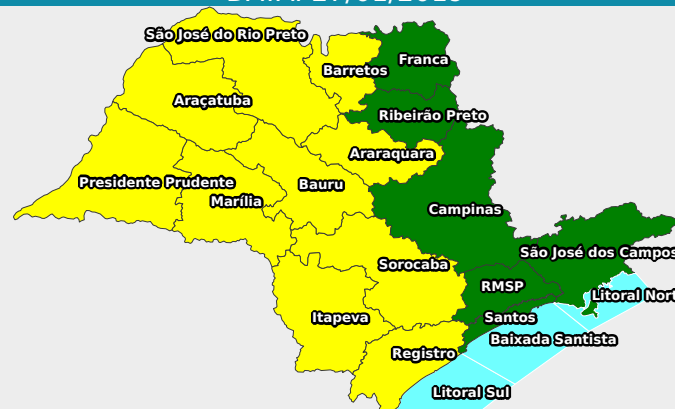 São José do Rio Preto
Franca
Barretos
Araçatuba
Ribeirão Preto
Araraquara
Presidente Prudente
Bauru
Marília
Campinas
São José dos Campos
Sorocaba
RMSP
Litoral Nort
Itapeva
Santos
Baixada Santista
Registro
Litoral Sul